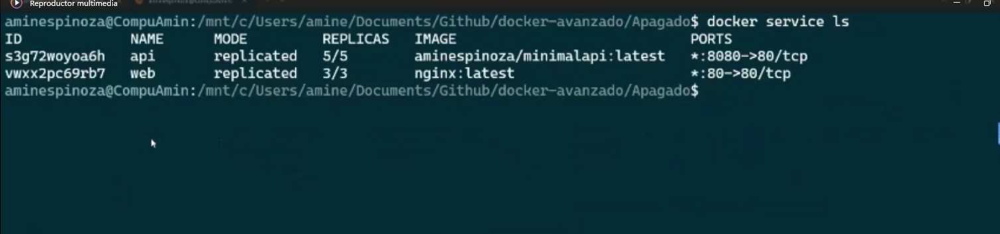 Reproductor multimedia
aminespinoza@CompuAmin:/mnt/c/Users/amine/Documents/Github/docker-avanzado/Apagado$ docker service ls
ID NAME MODE REPLICAS IMAGE PORTS
s3g72woyoa6h api replicated 5/5 aminespinoza/minimalapi:latest *:8080->80/tcp
vwxx2pc69rb7 web replicated 3/3 nginx:latest *:80->80/tcp
aminespinoza@CompuAmin:/mnt/c/Users/amine/Documents/Github/docker-avanzado/Apagado$